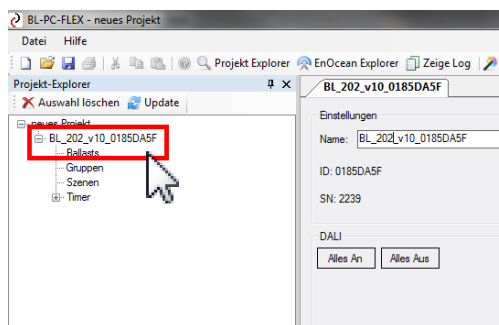 BL-PC-FLEX - neues Projekt
Datei Hilfe
Projekt Explorer EnOcean Explorer Zeige Log
Projekt-Explorer
Auswahl löschen Update
neues Projekt
BL_202_v10_0185DA5F
Ballasts
Gruppen
Szenen
Timer
BL_202_v10_0185DA5F
Einstellungen
Name: BL_202_v10_0185DA5F
ID: 0185DA5F
SN: 2239
DALI
Alles An Alles Aus